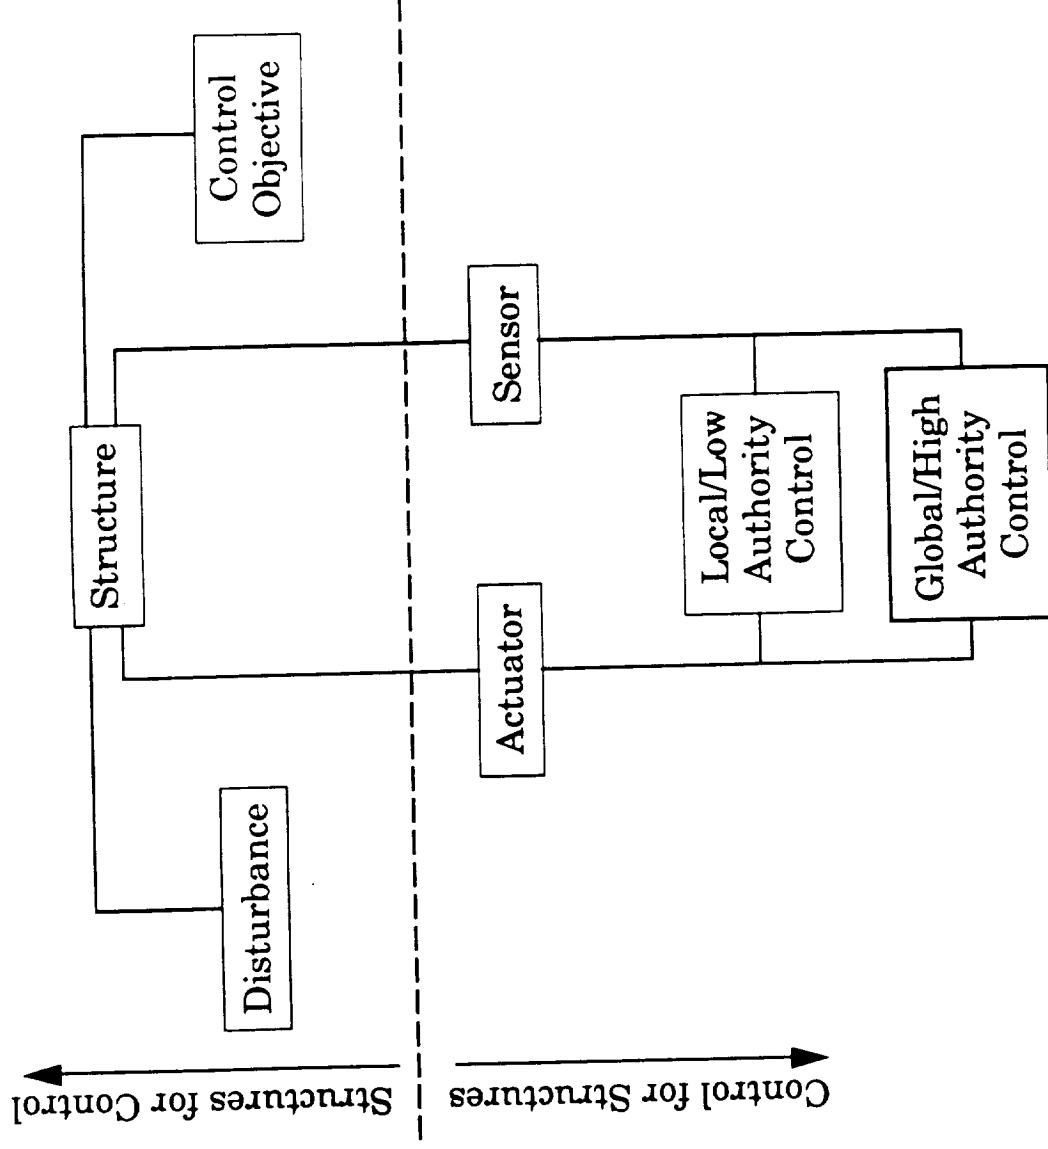 Structures for Control
Control for Structures
Structure
Disturbance
Control
Objective
Actuator
Sensor
Local/Low
Authority
Control
Global/High
Authority
Control